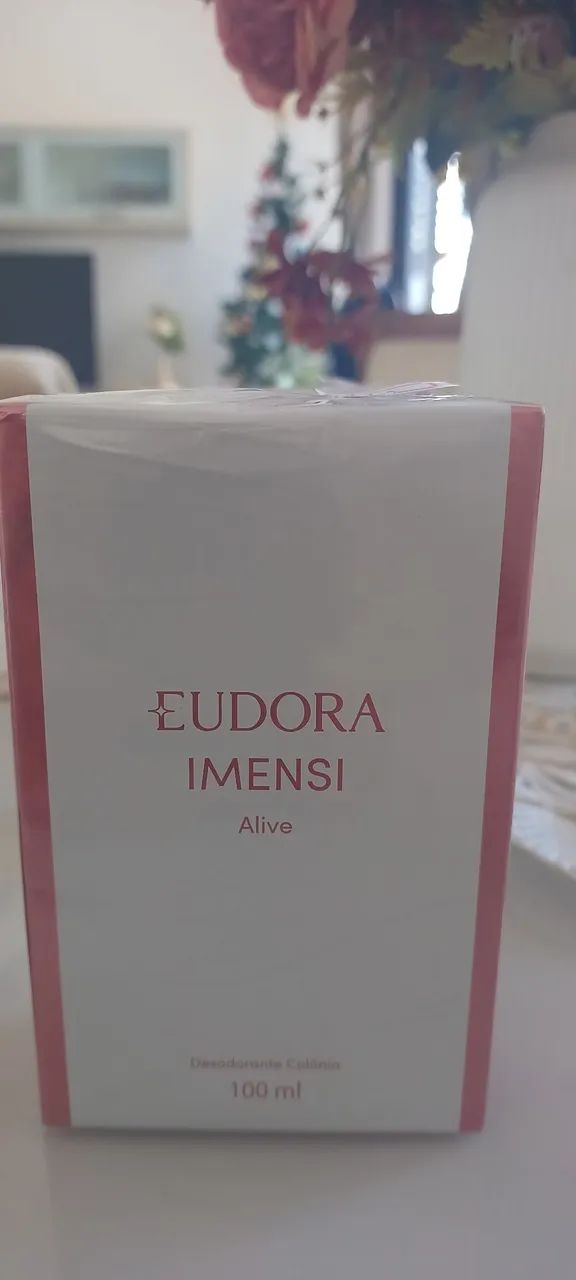 EUDORA
IMENSI
Alive
Desodorante Colônia
100 ml